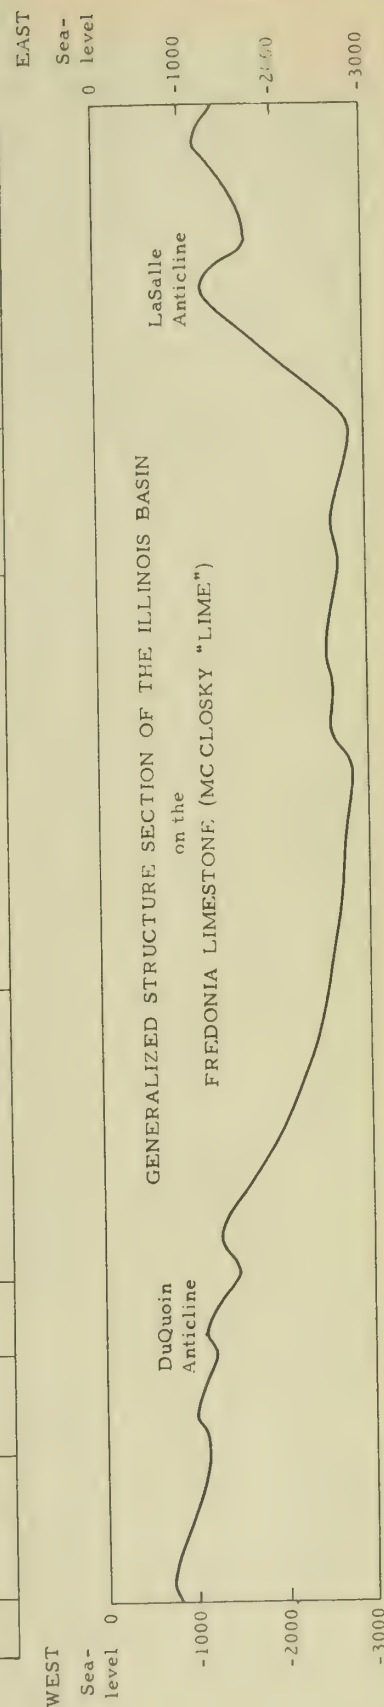 WEST
EAST
Sea-
level
Sea-
level
0
-1000
-2000
-3000
0
-1000
-3000
DuQuoin
Anticline
LaSalle
Anticline
GENERALIZED STRUCTURE SECTION OF THE ILLINOIS BASIN
on the
FREDONIA LIMESTONE (MC CLOSKY "LIME")